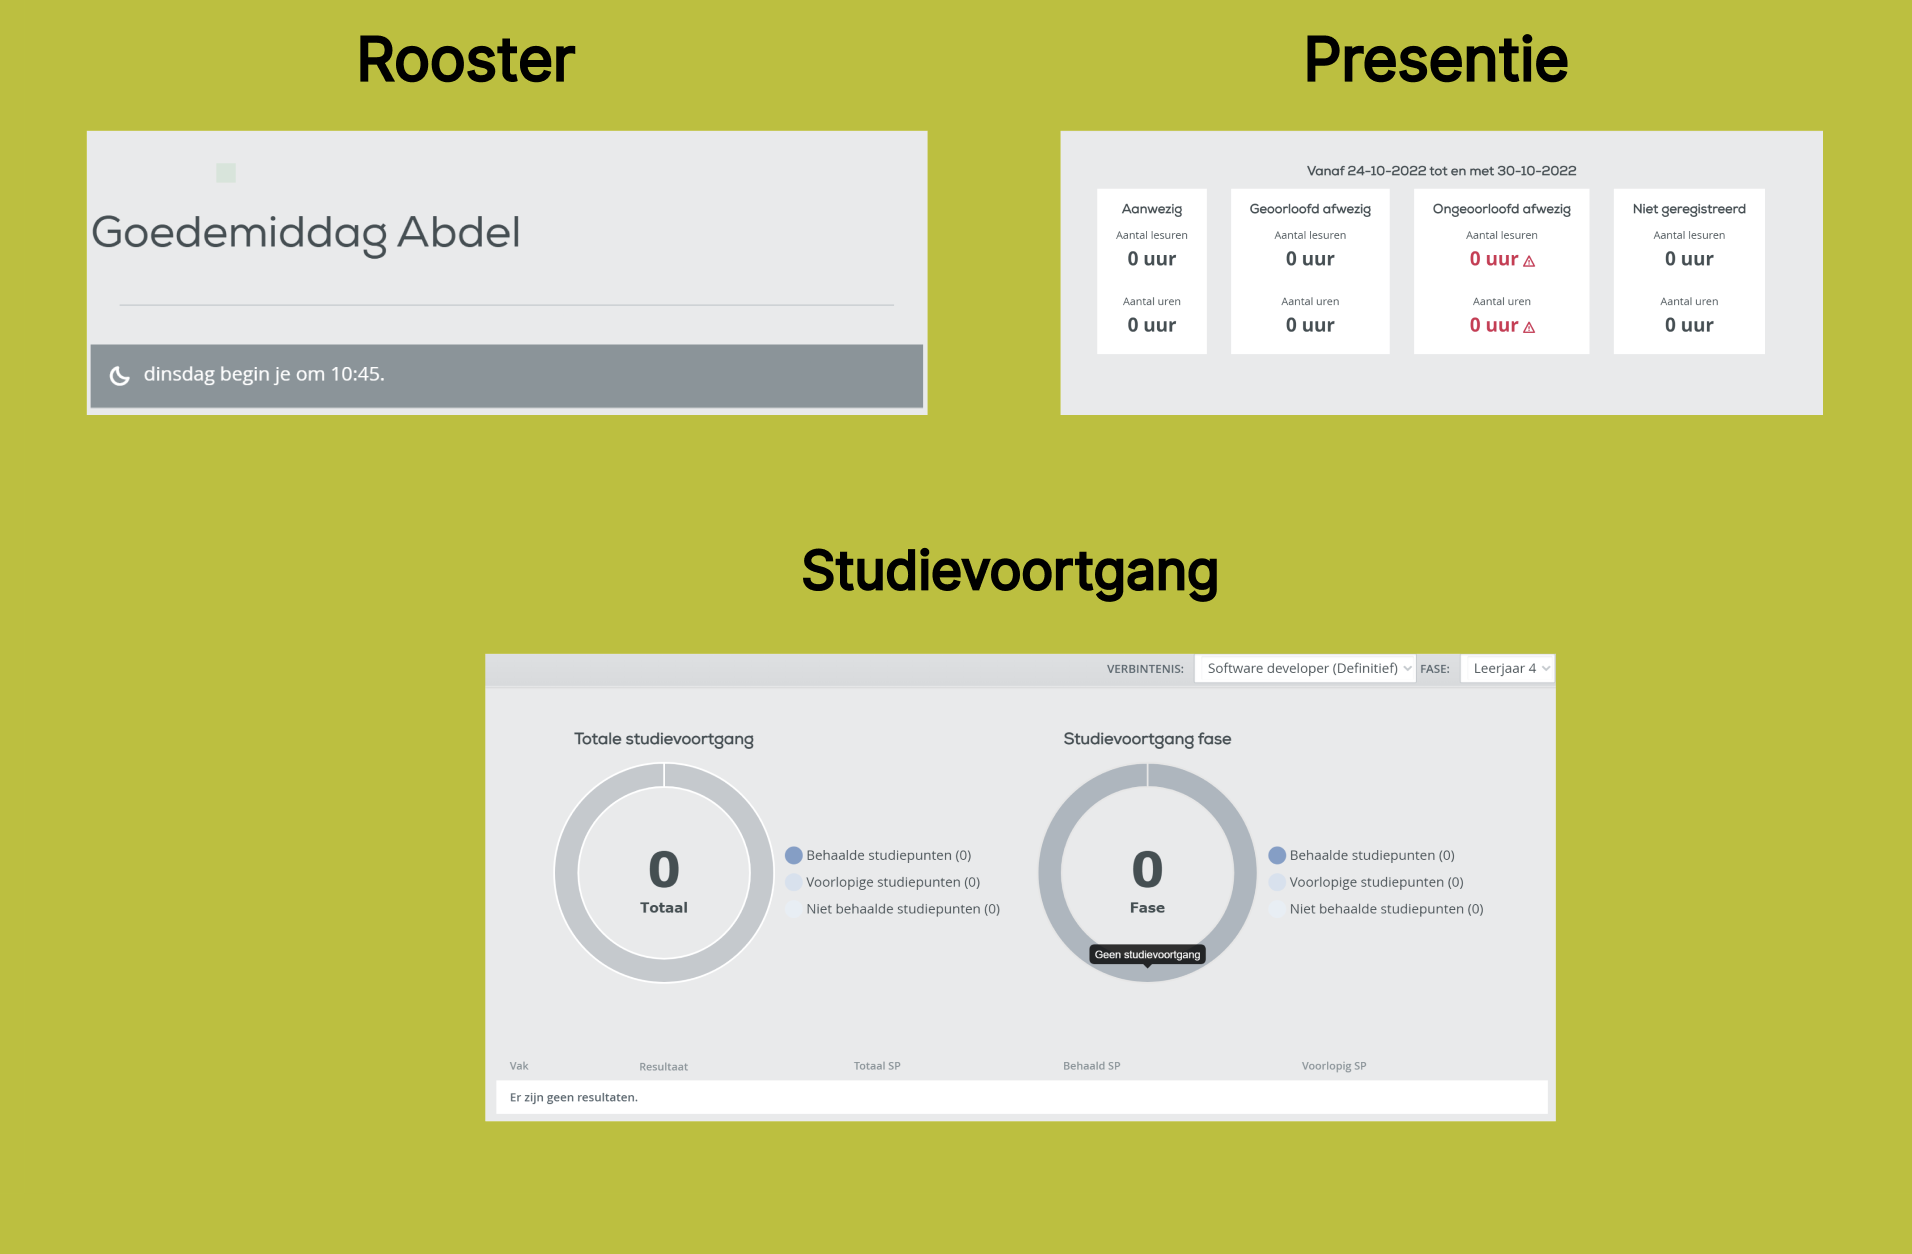 Rooster
Goedemiddag Abdel
dinsdag begin je om 10:45.
Presentie
Vanaf 24-10-2022 tot en met 30-10-2022
Aanwezig
Aantal lesuren
0 uur
Aantal uren
0 uur
Geoorloofd afwezig
Aantal lesuren
0 uur
Aantal uren
0 uur
Ongeoorloofd afwezig
Aantal lesuren
0 uur
Aantal uren
0 uur
Niet geregistreerd
Aantal lesuren
0 uur
Aantal uren
0 uur
Studievoortgang
VERBINTENIS: Software developer (Definitief) FASE: Leerjaar 4
Totale studievoortgang
0
Totaal
Behaalde studiepunten (0)
Voorlopige studiepunten (0)
Niet behaalde studiepunten (0)
Studievoortgang fase
0
Fase
Geen studievoortgang
Behaalde studiepunten (0)
Voorlopige studiepunten (0)
Niet behaalde studiepunten (0)
Vak Resultaat Totaal SP Behaald SP Voorlopig SP
Er zijn geen resultaten.